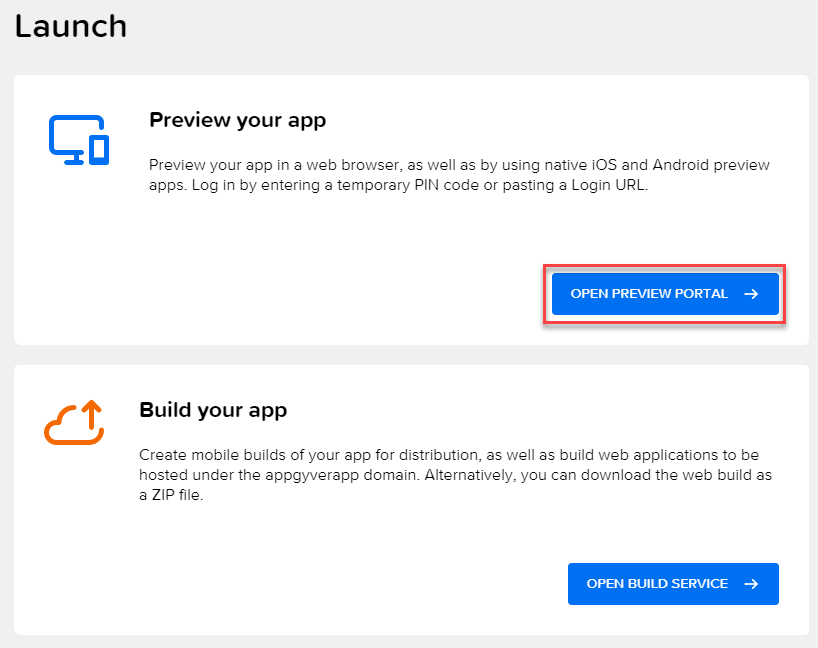 Launch
Preview your app
Preview your app in a web browser, as well as by using native iOS and Android preview
apps. Log in by entering a temporary PIN code or pasting a Login URL.
OPEN PREVIEW PORTAL
Build your app
Create mobile builds of your app for distribution, as well as build web applications to be
hosted under the appgyverapp domain. Alternatively, you can download the web build as
a ZIP file.
OPEN BUILD SERVICE